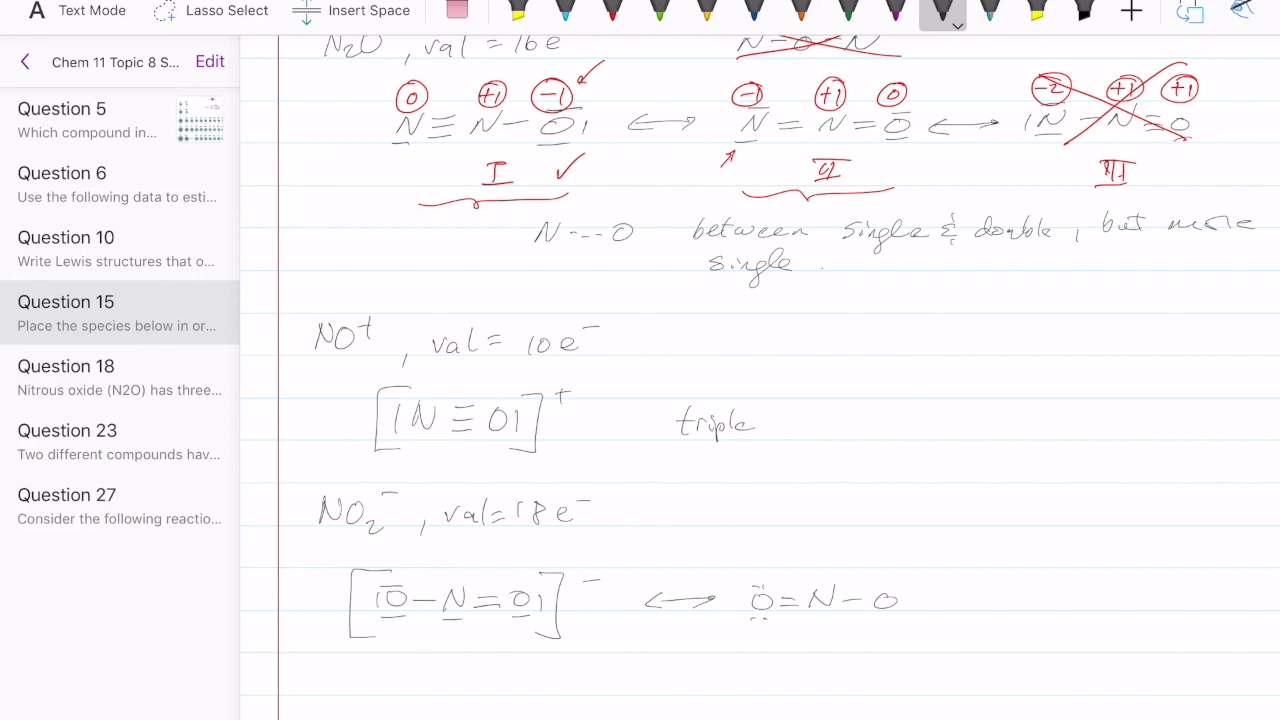 A Text Mode Lasso Select Insert Space
Chem 11 Topic 8 S... Edit
Question 5
Which compound in...
Question 6
Use the following data to esti...
Question 10
Write Lewis structures that o...
Question 15
Place the species below in or...
Question 18
Nitrous oxide (N2O) has three...
Question 23
Two different compounds hav...
Question 27
Consider the following reactio...
N2O , val = 16e N-O-N
0 +1 -1 ✓ -1 +1 0 -2 +1 +1
N ≡ N - O| ⟷ N = N = O ⟷ |N - N ≡ O
I ✓ II III
N---O between single & double, but more
single.
NO⁺, val = 10e⁻
[|N ≡ O|]⁺ triple
NO₂⁻, val = 18e⁻
[|O - N = O|]⁻ ⟷ O = N - O